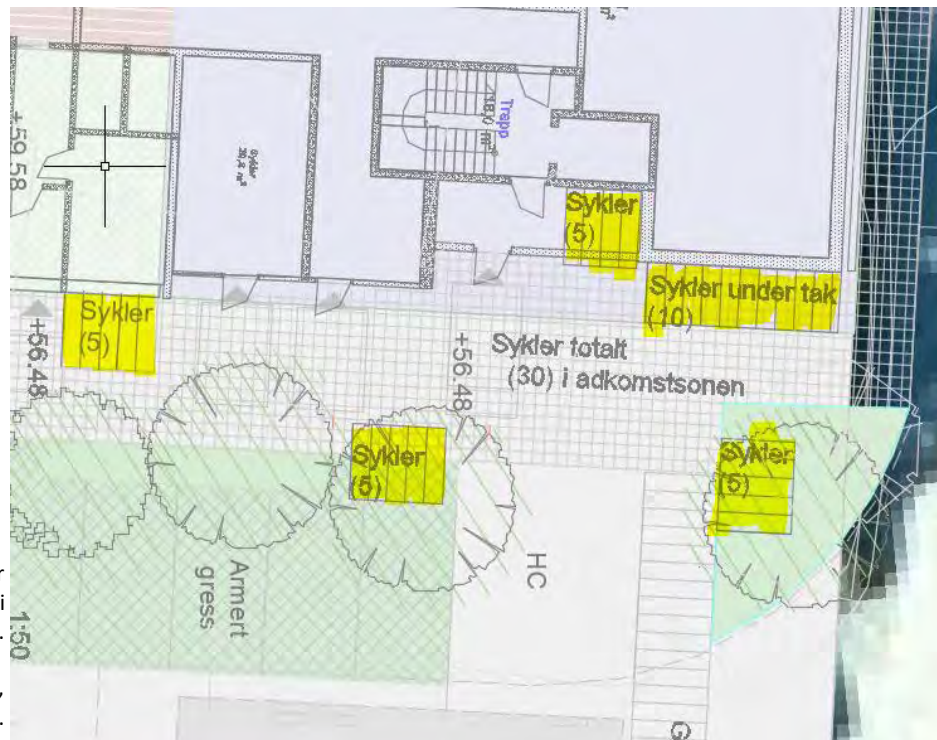 +59.58
Sykler
Trapp
Sykler
(5)
Sykler under tak
(10)
Sykler
(5)
+56.48
+56.48
Sykler totalt
(30) i adkomstsonen
Sykler
(5)
Sykler
(5)
Armert
gress
HC
1:50
r
i
G